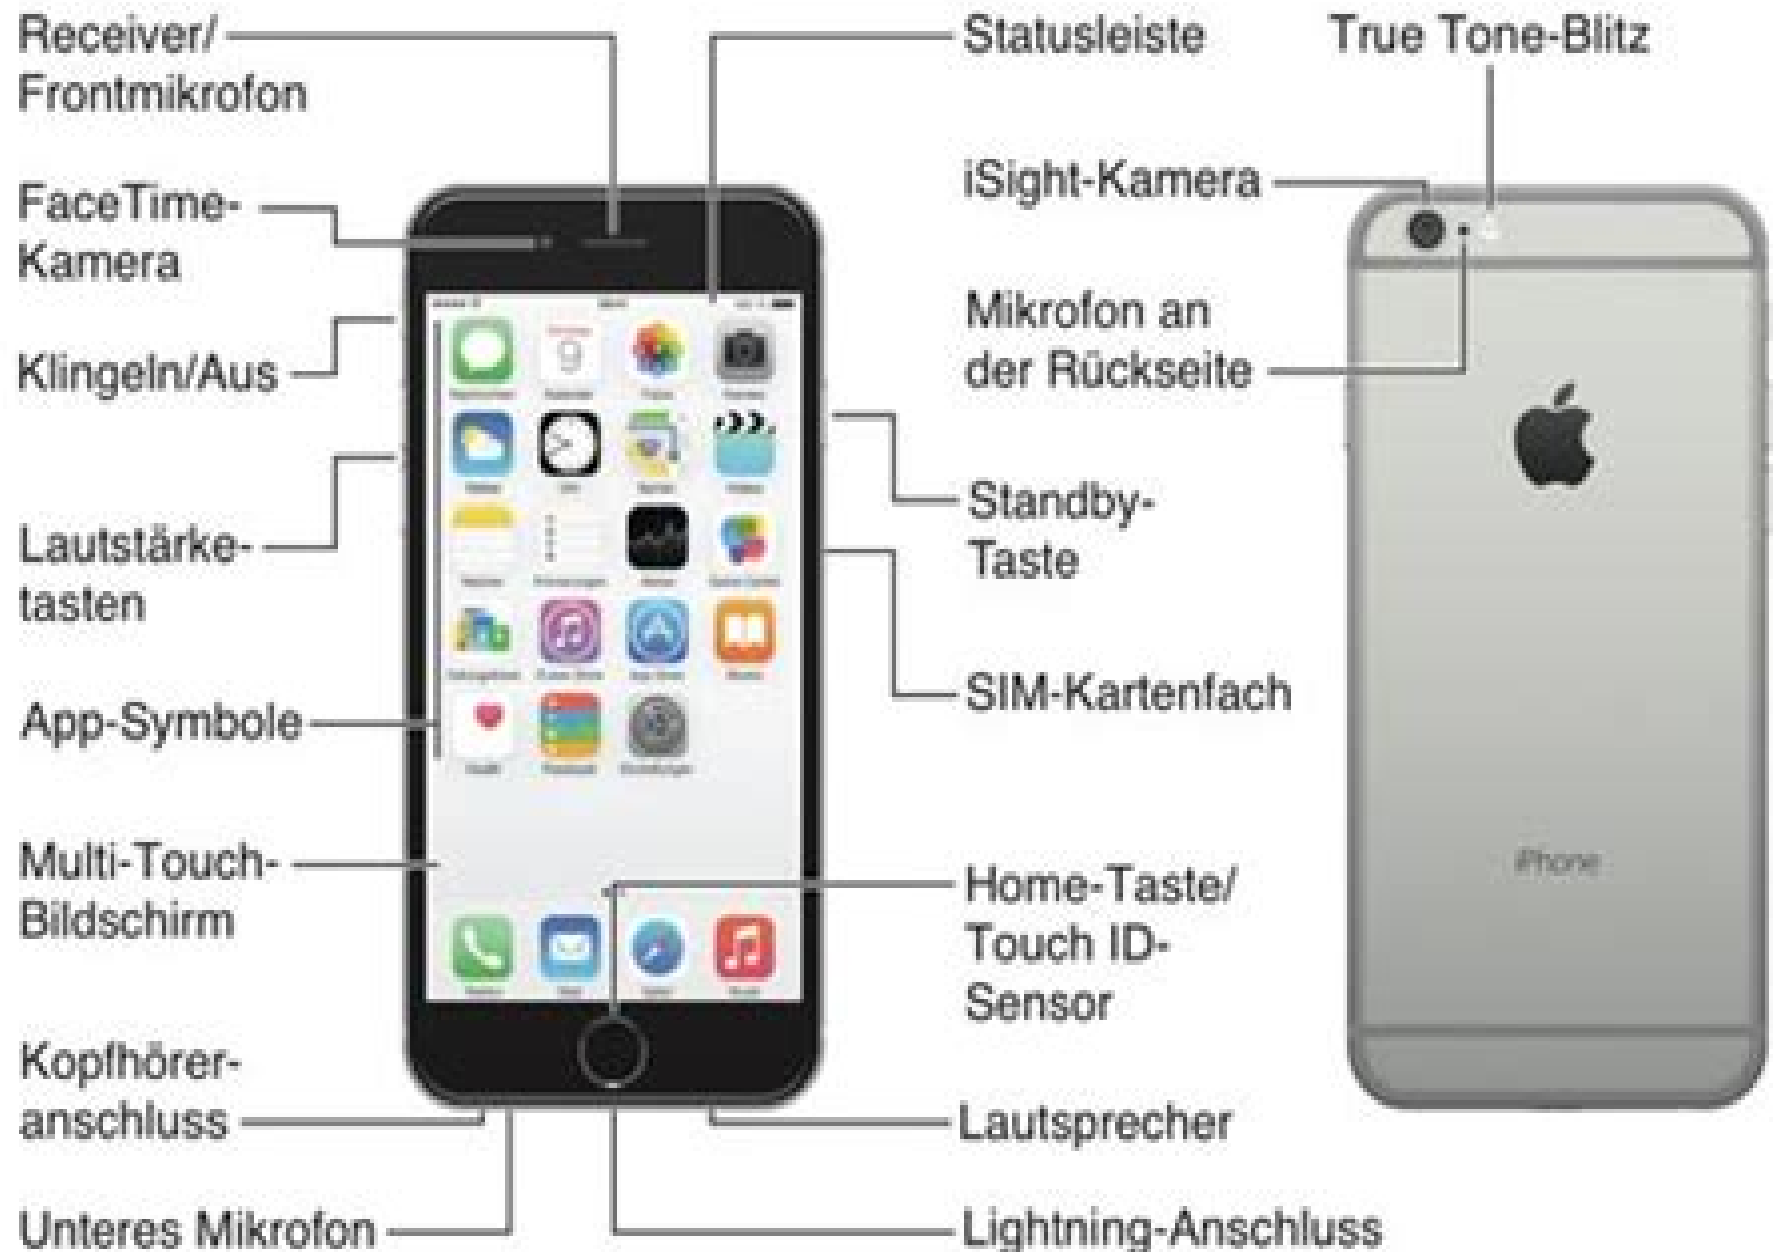 Receiver/
Frontmikrofon
FaceTime-
Kamera
Klingeln/Aus
Lautstärke-
tasten
App-Symbole
Multi-Touch-
Bildschirm
Kopfhörer-
anschluss
Unteres Mikrofon
9
Statusleiste
Standby-
Taste
SIM-Kartenfach
Home-Taste/
Touch ID-
Sensor
Lautsprecher
Lightning-Anschluss
True Tone-Blitz
iSight-Kamera
Mikrofon an
der Rückseite
iPhone